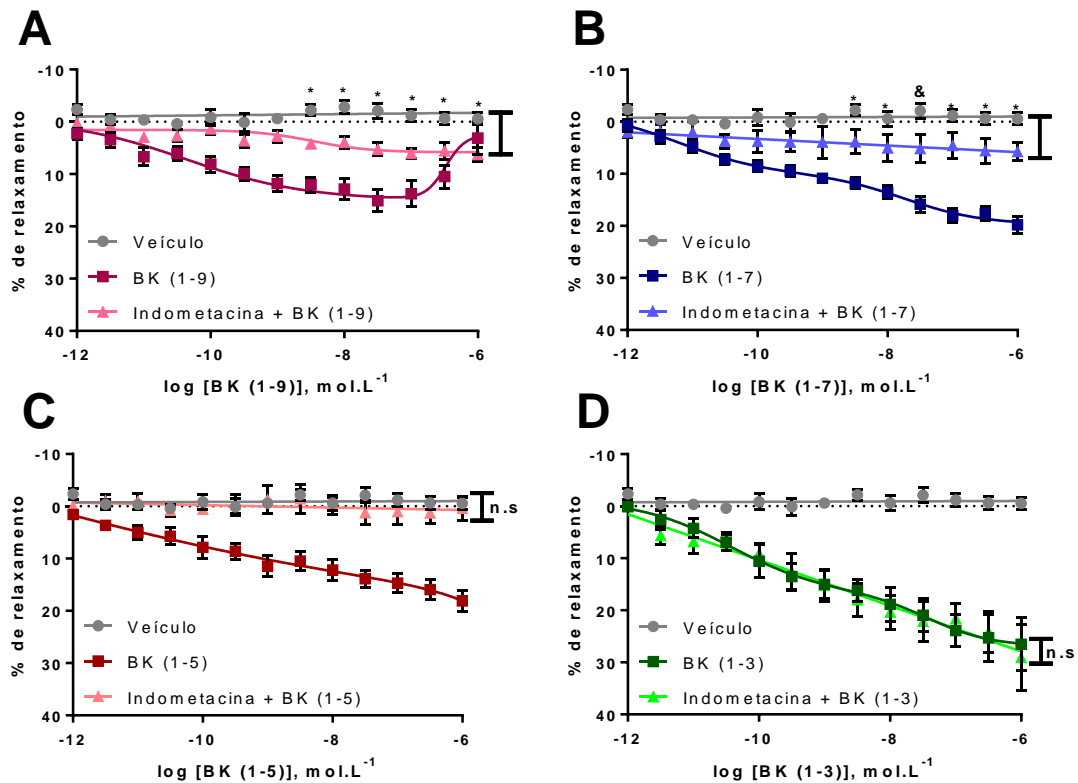 A
-10
0
10
20
30
40
% de relaxamento
* * * * * *
Veículo
BK (1-9)
Indometacina + BK (1-9)
-12 -10 -8 -6
log [BK (1-9)], mol.L⁻¹
B
-10
0
10
20
30
40
% de relaxamento
* * & * * *
Veículo
BK (1-7)
Indometacina + BK (1-7)
-12 -10 -8 -6
log [BK (1-7)], mol.L⁻¹
C
-10
0
10
20
30
40
% de relaxamento
n.s
Veículo
BK (1-5)
Indometacina + BK (1-5)
-12 -10 -8 -6
log [BK (1-5)], mol.L⁻¹
D
-10
0
10
20
30
40
% de relaxamento
n.s
Veículo
BK (1-3)
Indometacina + BK (1-3)
-12 -10 -8 -6
log [BK (1-3)], mol.L⁻¹